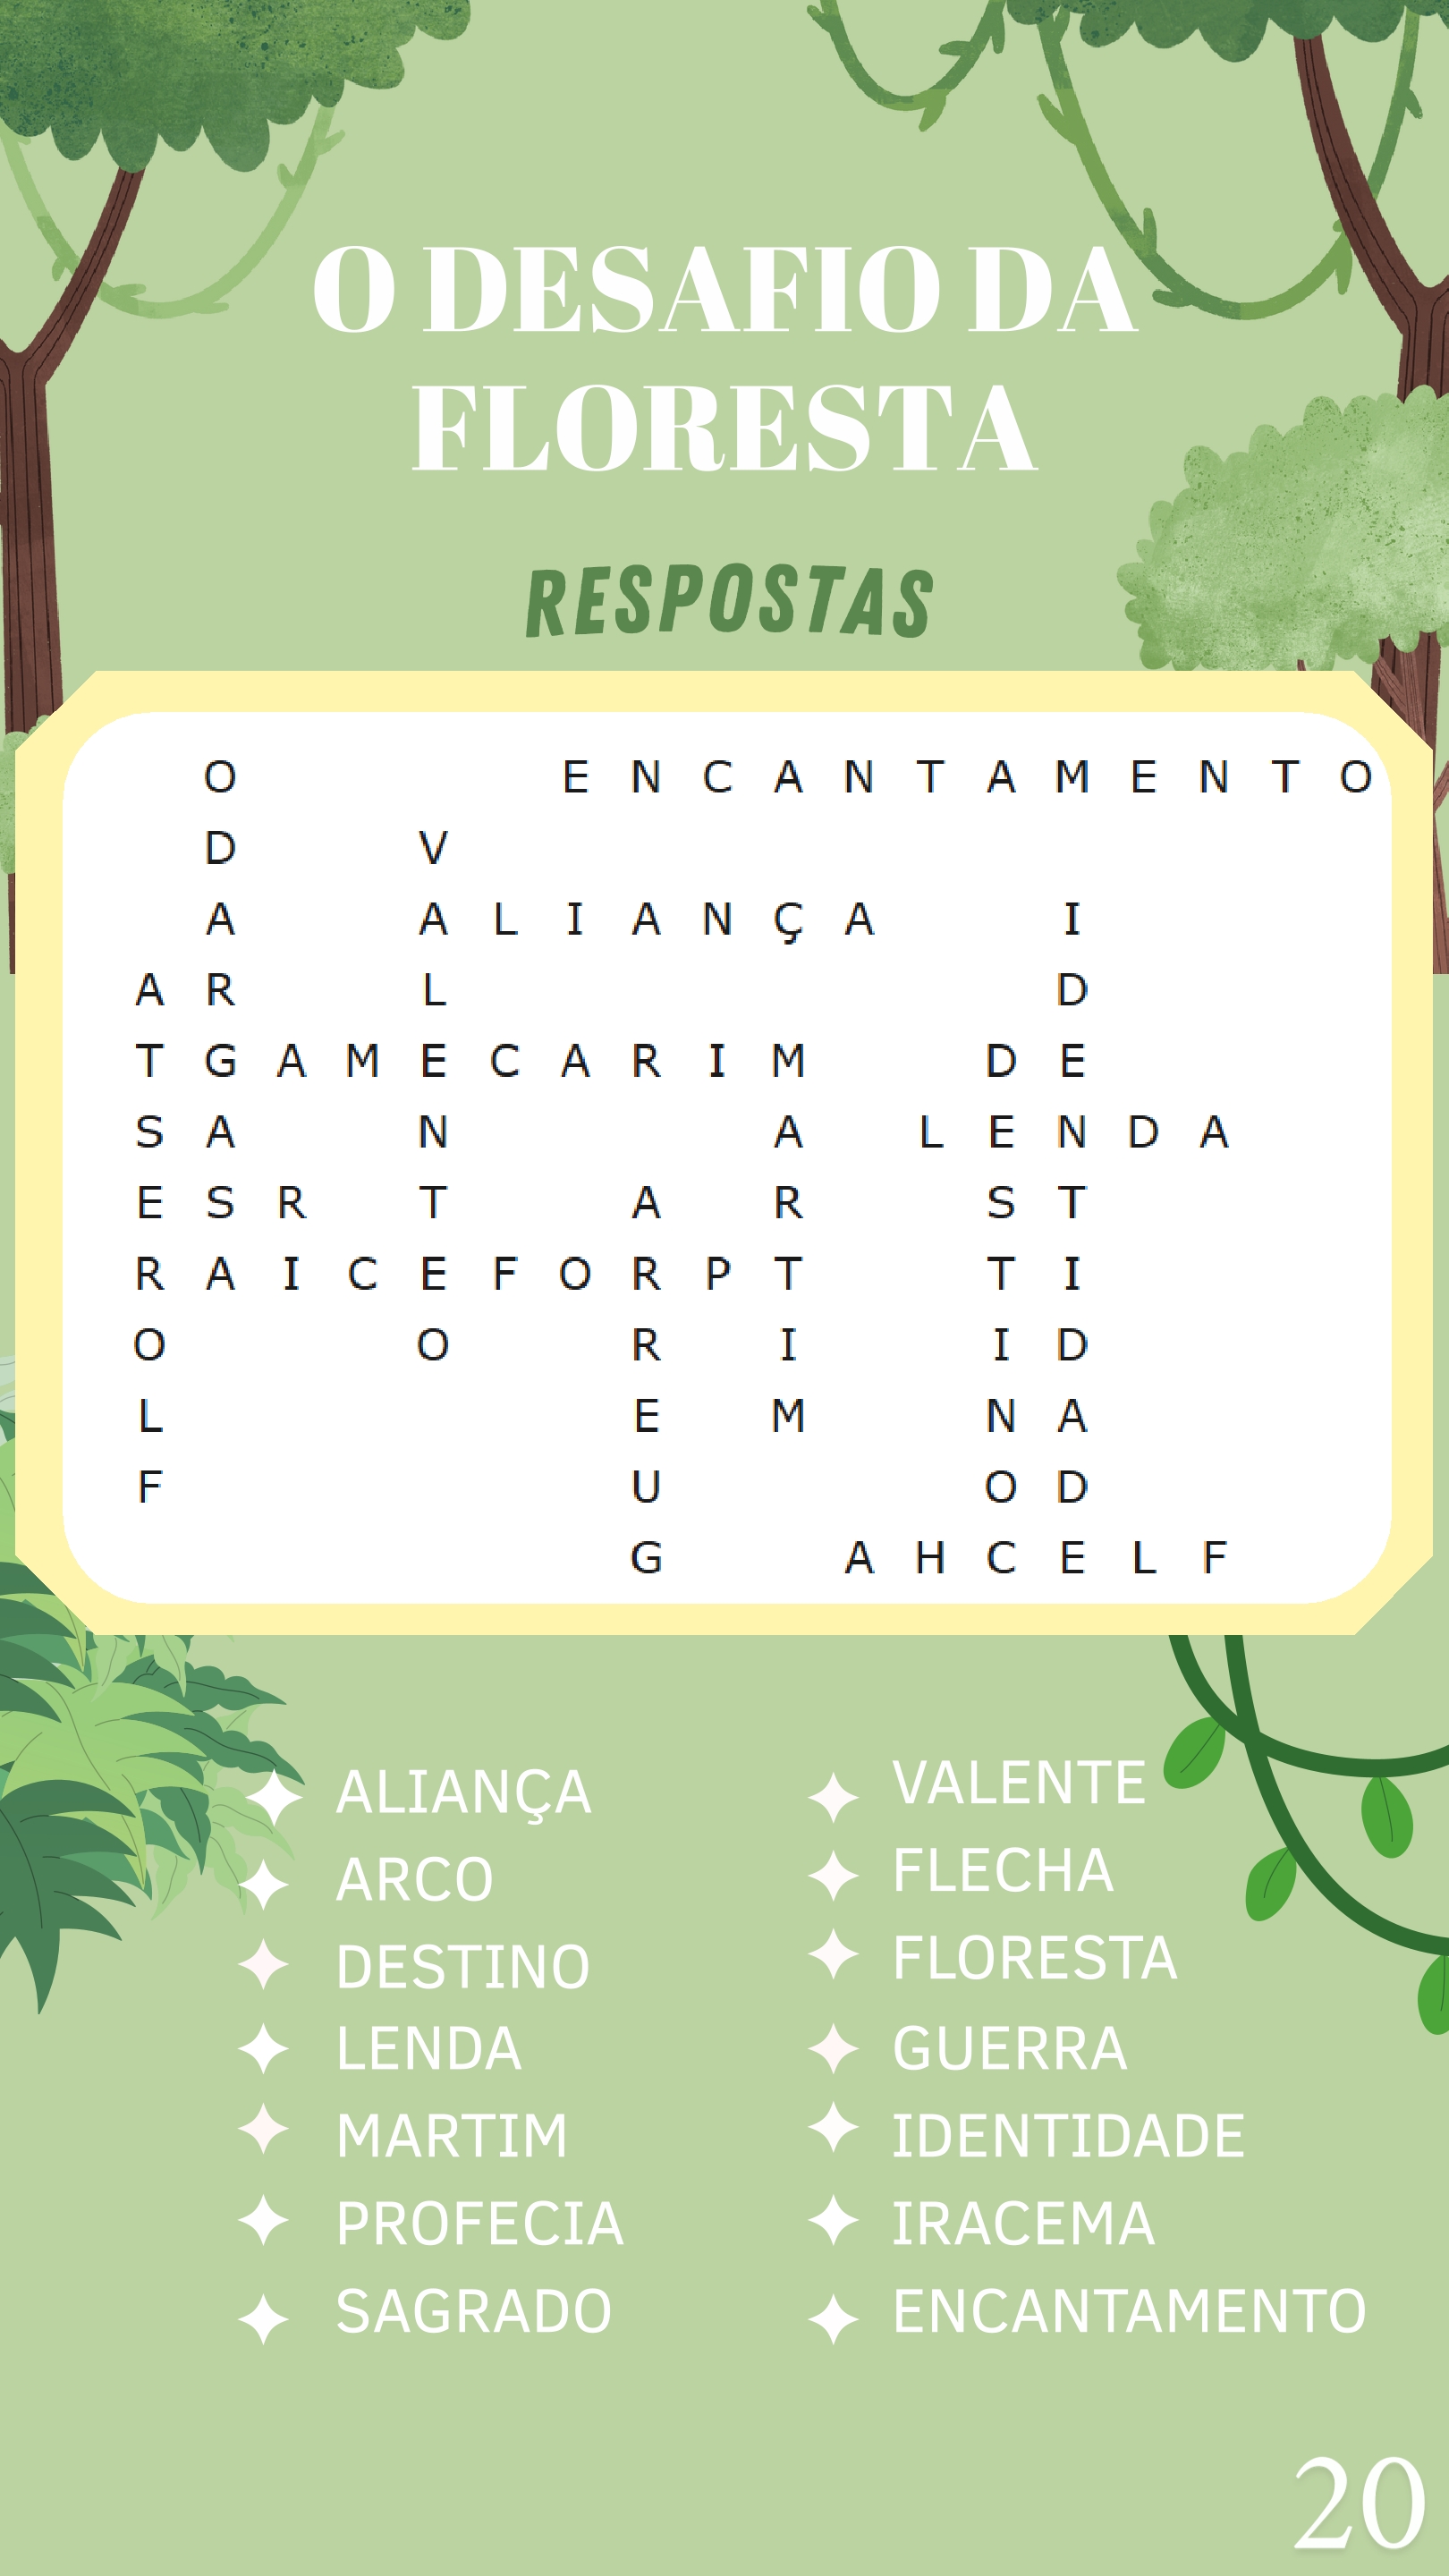 O DESAFIO DA
FLORESTA
RESPOSTAS
O E N C A N T A M E N T O
D V
A A L I A N Ç A I
A R L D
T G A M E C A R I M D E
S A N A L E N D A
E S R T A R S T
R A I C E F O R P T T I
O O R I I D
L E M N A
F U O D
G A H C E L F
ALIANÇA
ARCO
DESTINO
LENDA
MARTIM
PROFECIA
SAGRADO
VALENTE
FLECHA
FLORESTA
GUERRA
IDENTIDADE
IRACEMA
ENCANTAMENTO
20